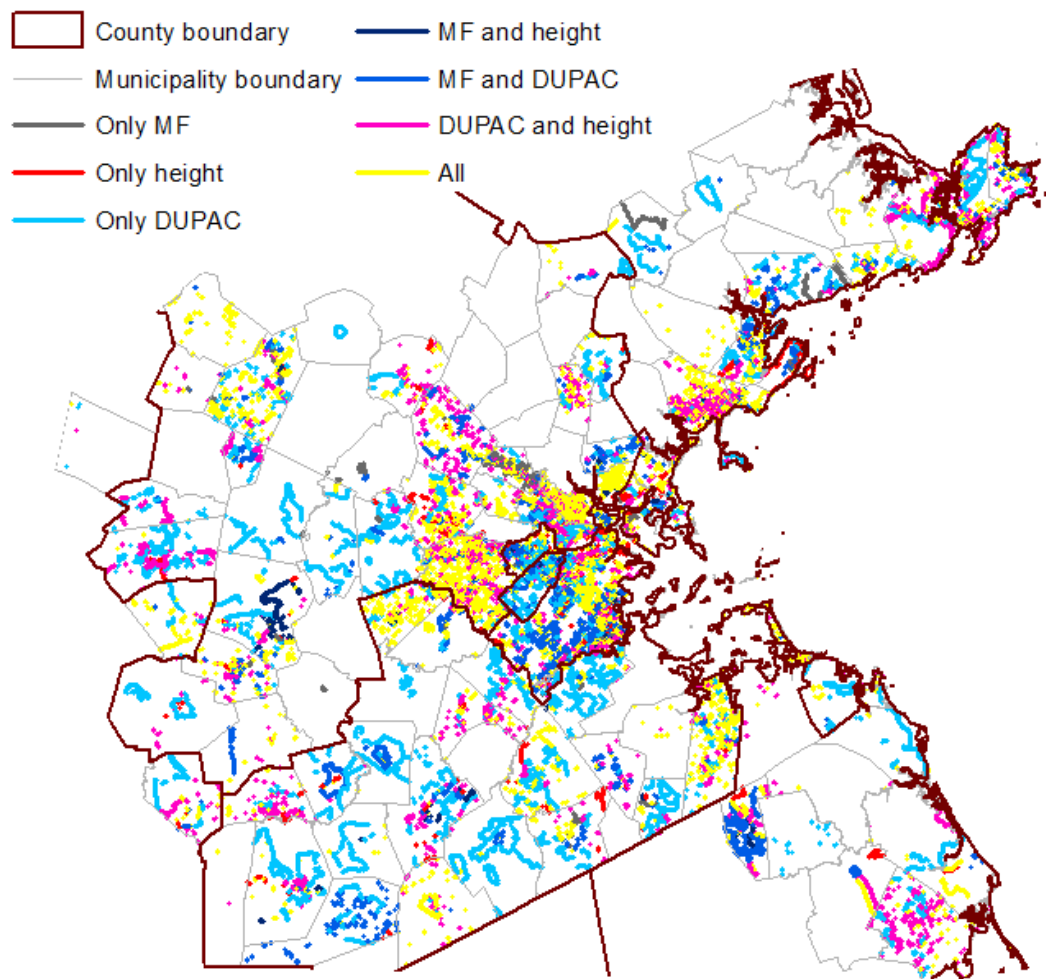 County boundary
Municipality boundary
Only MF
Only height
Only DUPAC
MF and height
MF and DUPAC
DUPAC and height
All